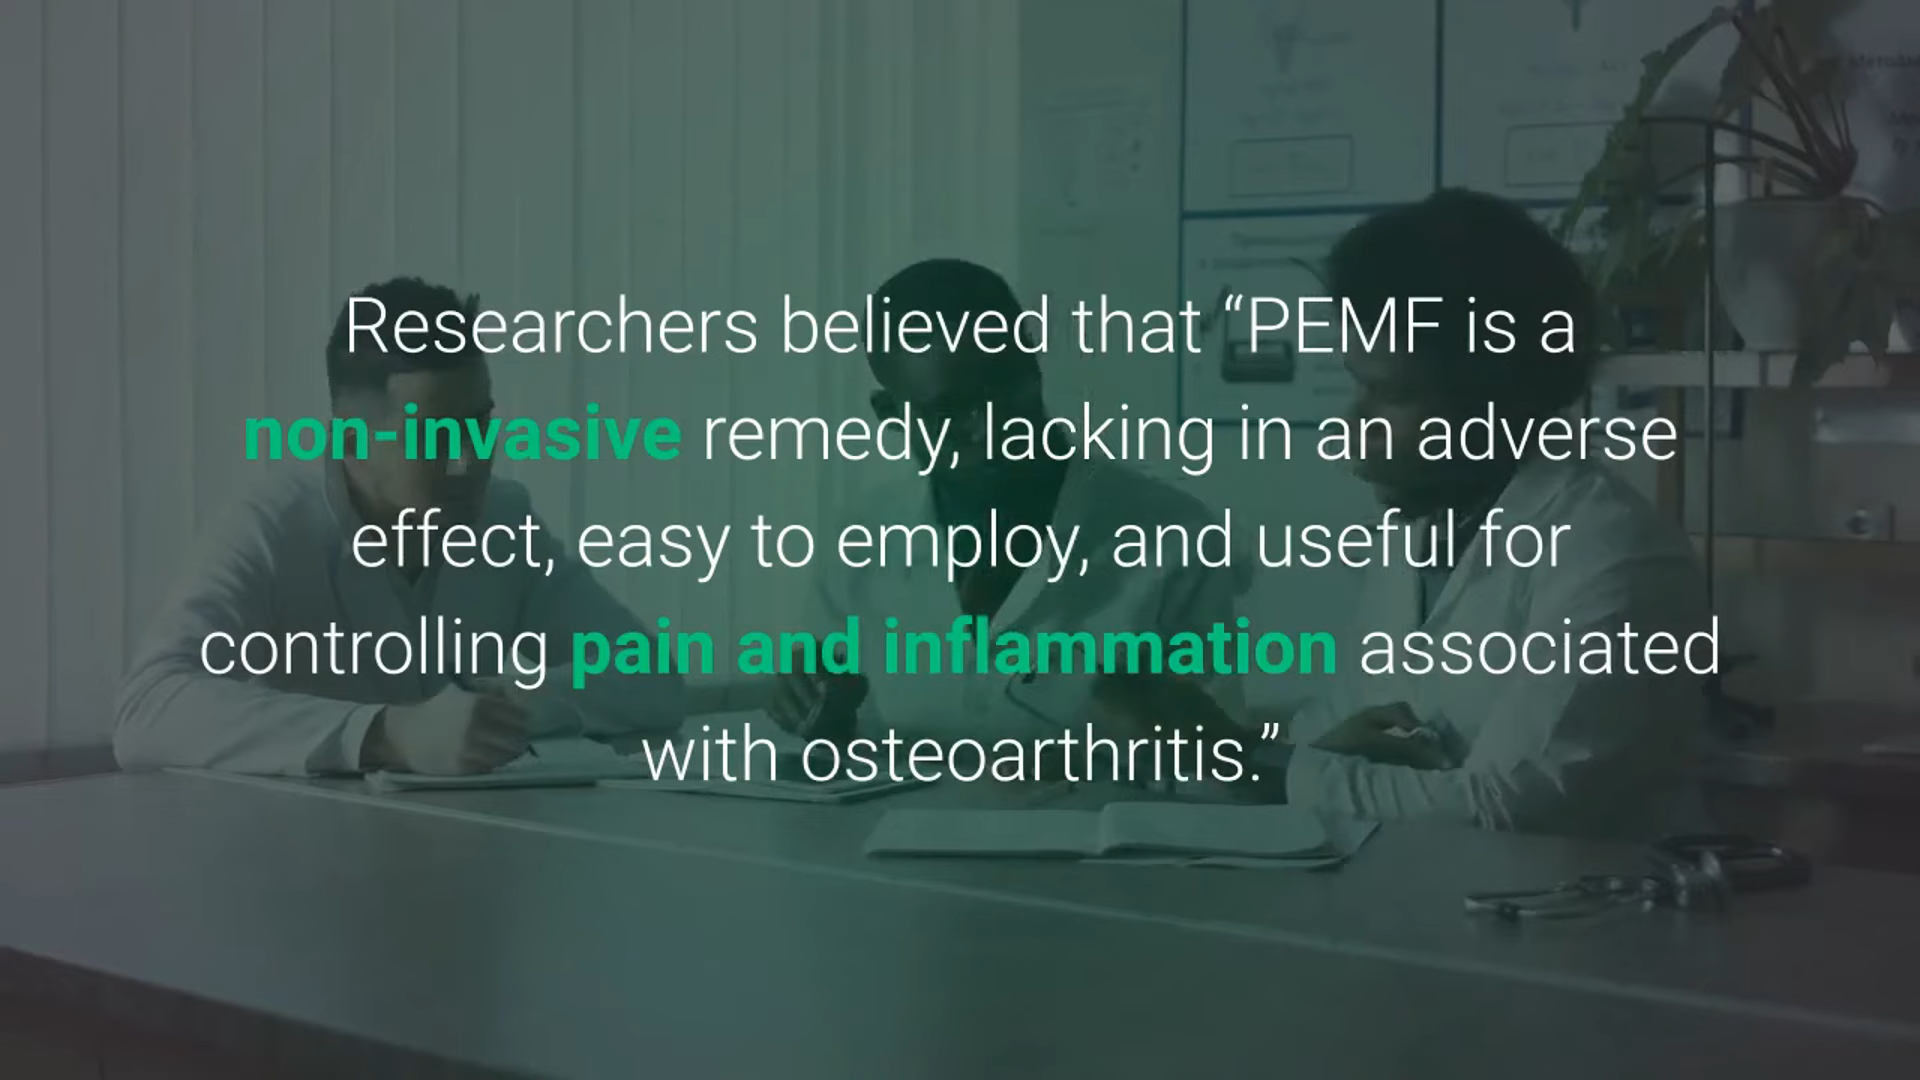 Researchers believed that “PEMF is a
non-invasive remedy, lacking in an adverse
effect, easy to employ, and useful for
controlling pain and inflammation associated
with osteoarthritis.”